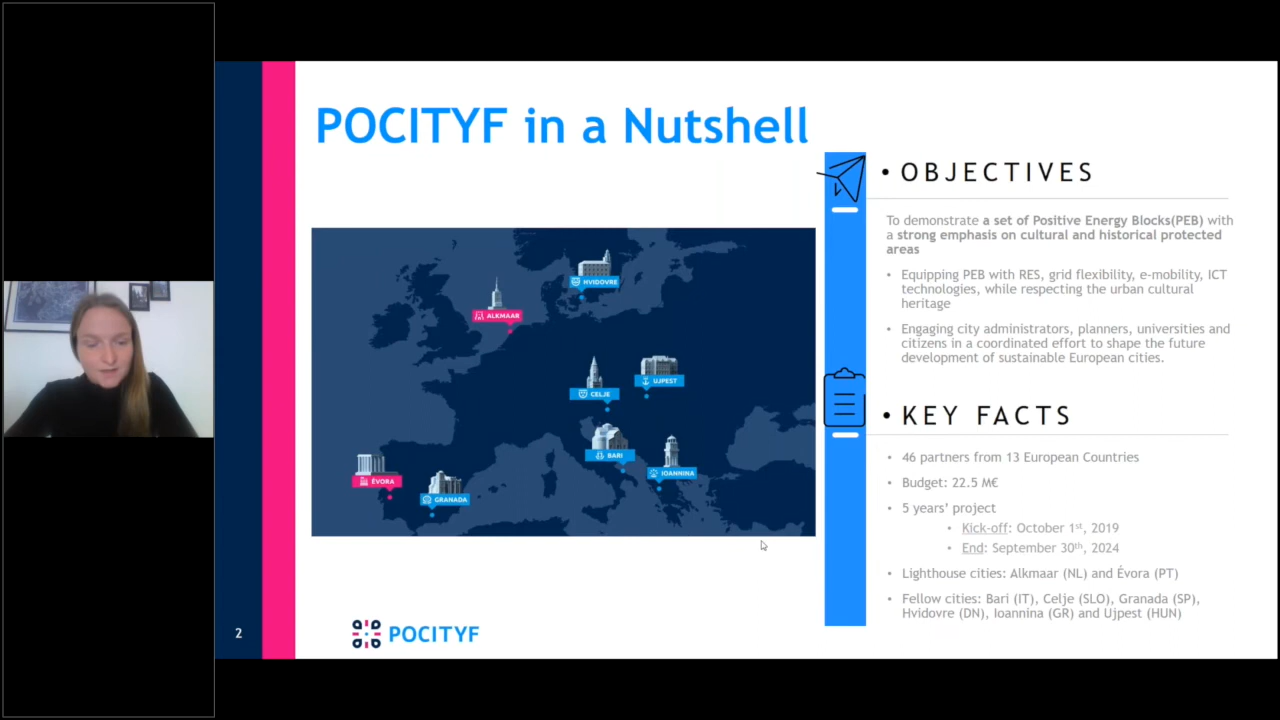 POCITYF in a Nutshell
• OBJECTIVES
To demonstrate a set of Positive Energy Blocks(PEB) with
a strong emphasis on cultural and historical protected
areas
• Equipping PEB with RES, grid flexibility, e-mobility, ICT
technologies, while respecting the urban cultural
heritage
• Engaging city administrators, planners, universities and
citizens in a coordinated effort to shape the future
development of sustainable European cities.
HVIDOVRE
ALKMAAR
UJPEST
CELJE
BARI
IOANNINA
ÉVORA
GRANADA
• KEY FACTS
• 46 partners from 13 European Countries
• Budget: 22.5 M€
• 5 years’ project
• Kick-off: October 1st, 2019
• End: September 30th, 2024
• Lighthouse cities: Alkmaar (NL) and Évora (PT)
• Fellow cities: Bari (IT), Celje (SLO), Granada (SP),
Hvidovre (DN), Ioannina (GR) and Ujpest (HUN)
2
POCITYF